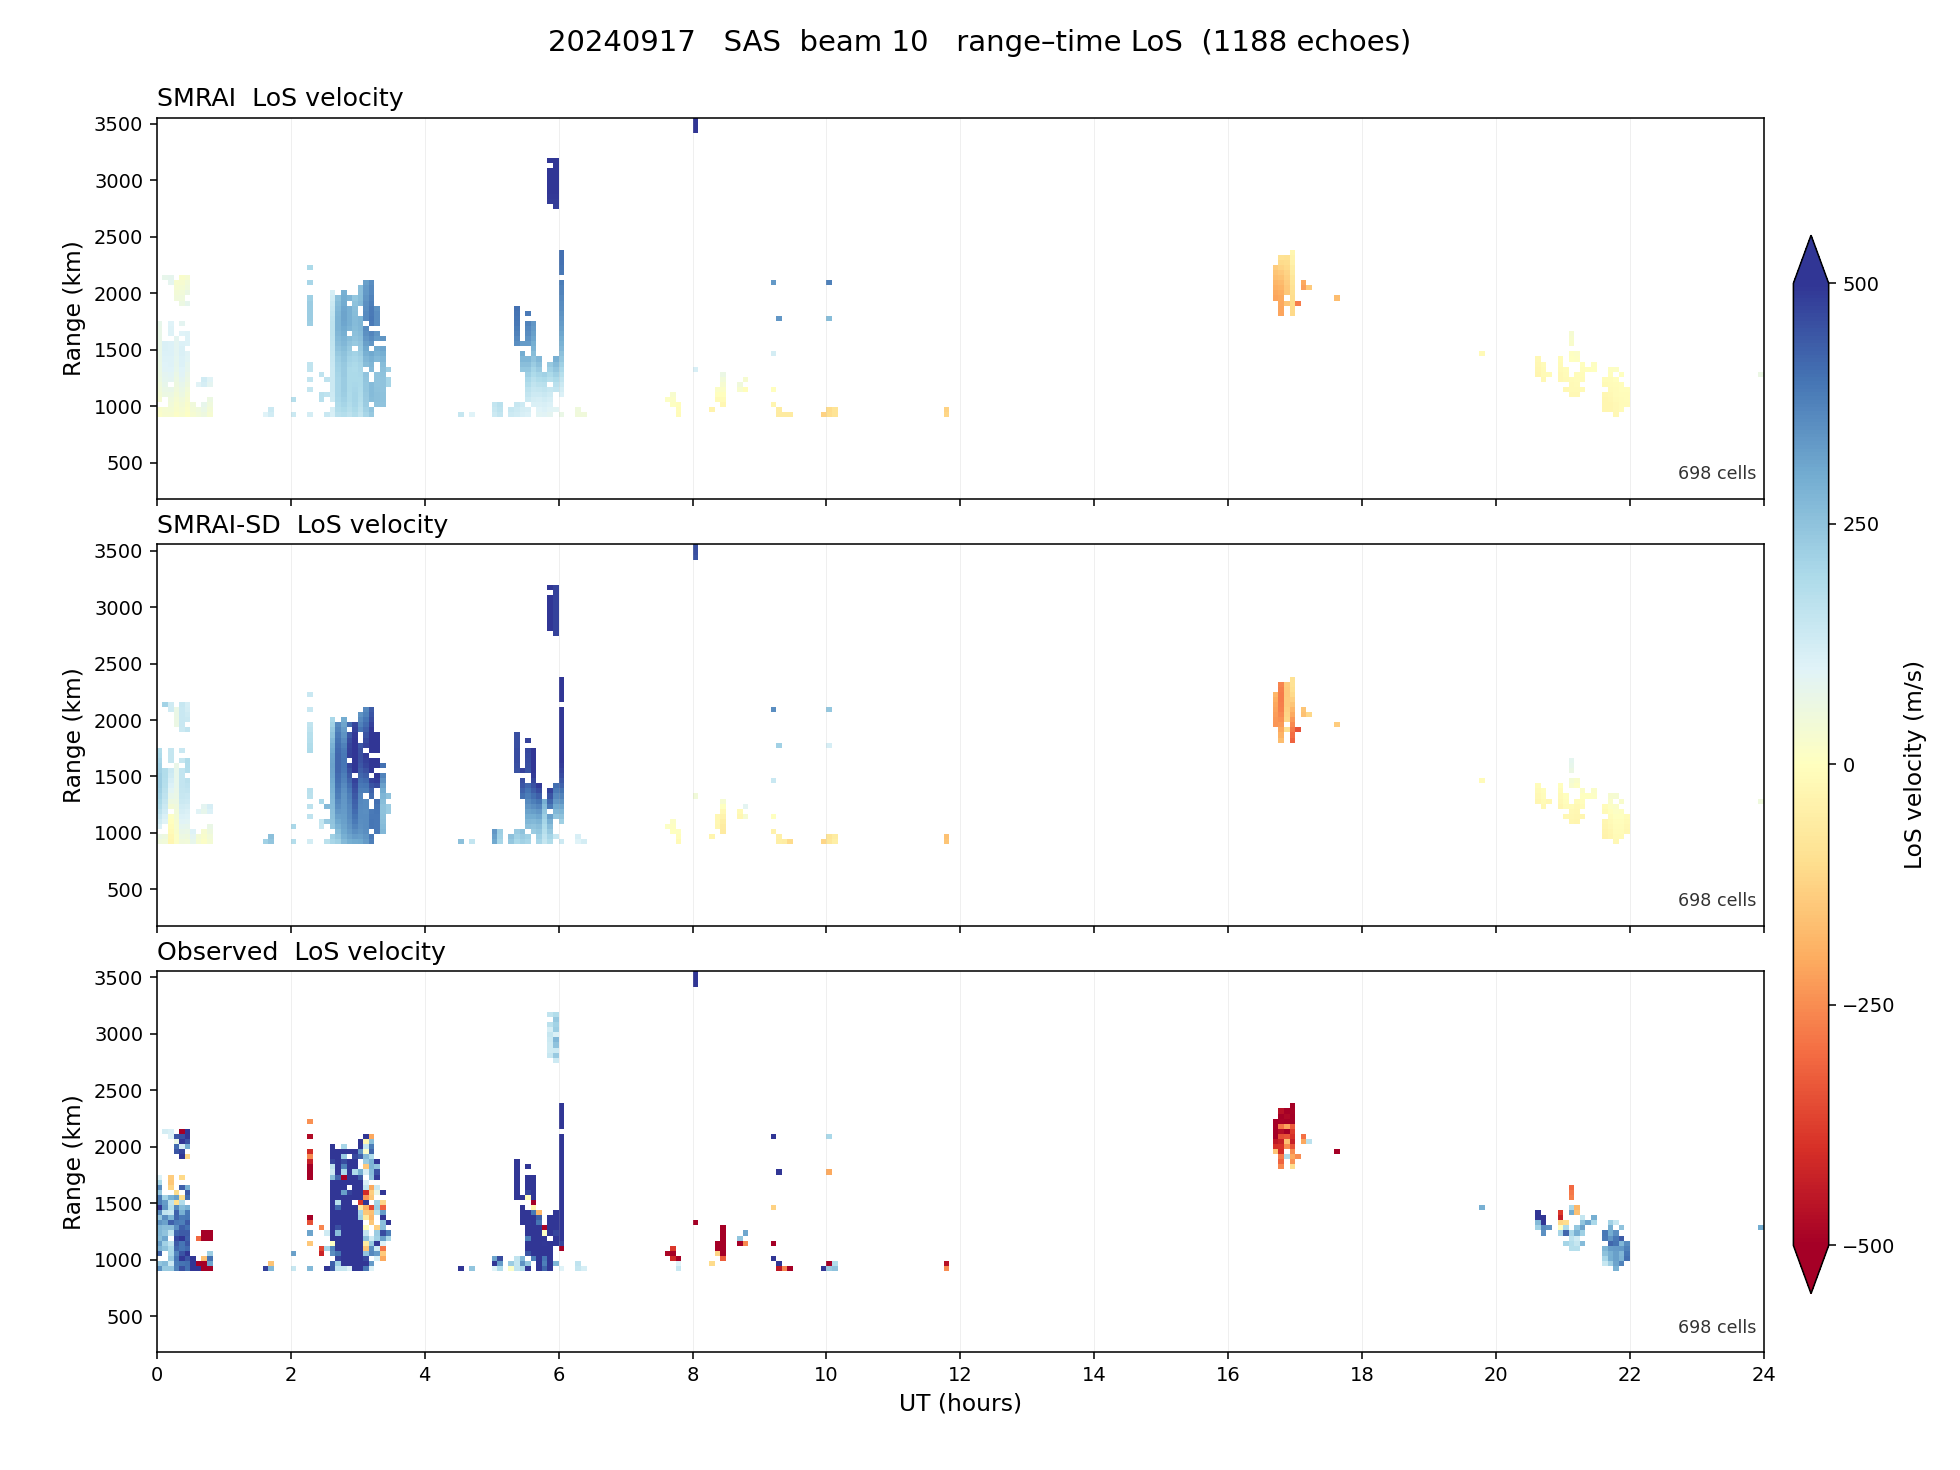 20240917   SAS  beam 10   range–time LoS  (1188 echoes)
SMRAI  LoS velocity
3500
3000
2500
2000
1500
1000
500
Range (km)
698 cells
SMRAI-SD  LoS velocity
3500
3000
2500
2000
1500
1000
500
Range (km)
698 cells
Observed  LoS velocity
3500
3000
2500
2000
1500
1000
500
Range (km)
698 cells
0 2 4 6 8 10 12 14 16 18 20 22 24
UT (hours)
500
250
0
−250
−500
LoS velocity (m/s)